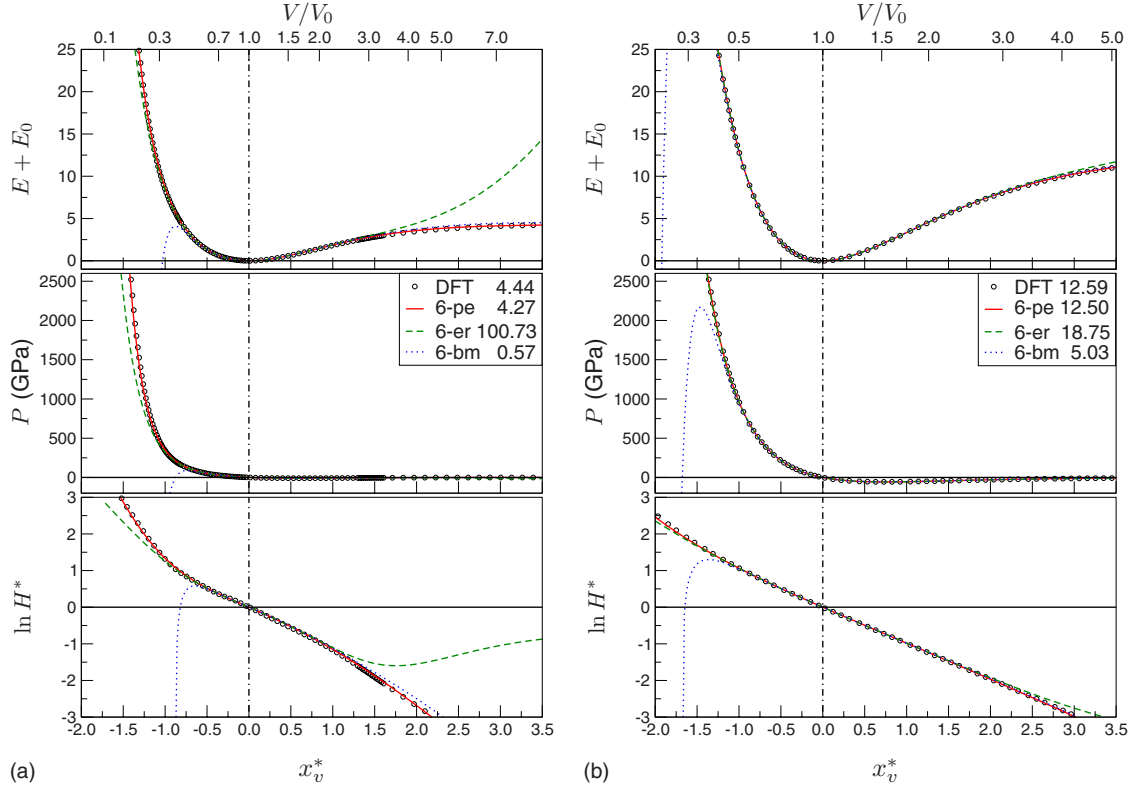 V/V₀
0.1 0.3 0.7 1.0 1.5 2.0 3.0 4.0 5.0 7.0
25
20
15
10
5
0
E + E₀
2500
2000
1500
1000
500
0
P (GPa)
DFT 4.44
6-pe 4.27
6-er 100.73
6-bm 0.57
3
2
1
0
-1
-2
-3
ln H*
-2.0 -1.5 -1.0 -0.5 0.0 0.5 1.0 1.5 2.0 2.5 3.0 3.5
(a)
x*ᵥ
V/V₀
0.3 0.5 1.0 1.5 2.0 3.0 4.0 5.0
25
20
15
10
5
0
E + E₀
2500
2000
1500
1000
500
0
P (GPa)
DFT 12.59
6-pe 12.50
6-er 18.75
6-bm 5.03
3
2
1
0
-1
-2
-3
ln H*
-2.0 -1.5 -1.0 -0.5 0.0 0.5 1.0 1.5 2.0 2.5 3.0 3.5
(b)
x*ᵥ